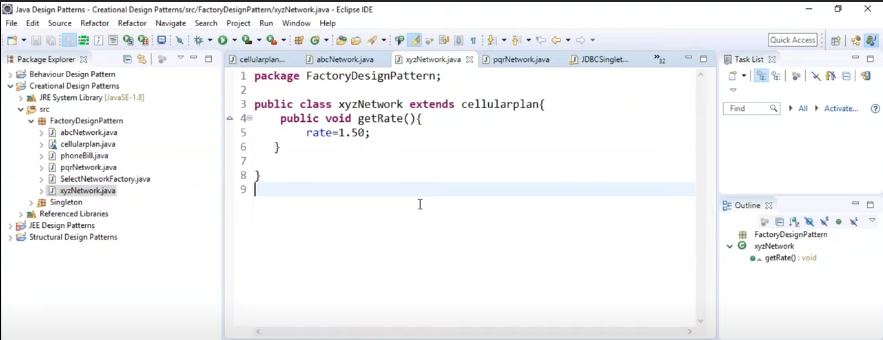 Java Design Patterns - Creational Design Patterns/src/FactoryDesignPattern/xyzNetwork.java - Eclipse IDE
File Edit Source Refactor Refactor Navigate Search Project Run Window Help
Quick Access
Package Explorer
Behaviour Design Pattern
Creational Design Patterns
JRE System Library [JavaSE-1.8]
src
FactoryDesignPattern
abcNetwork.java
cellularplan.java
phoneBill.java
pqrNetwork.java
SelectNetworkFactory.java
xyzNetwork.java
Singleton
Referenced Libraries
JEE Design Patterns
Structural Design Patterns
cellularplan... abcNetwork.java xyzNetwork.java pqrNetwork.java JDBCSinglet... »32
1 package FactoryDesignPattern;
2
3 public class xyzNetwork extends cellularplan{
4 public void getRate(){
5 rate=1.50;
6 }
7
8 }
9
Task List
Find All Activate...
Outline
FactoryDesignPattern
xyzNetwork
getRate() : void